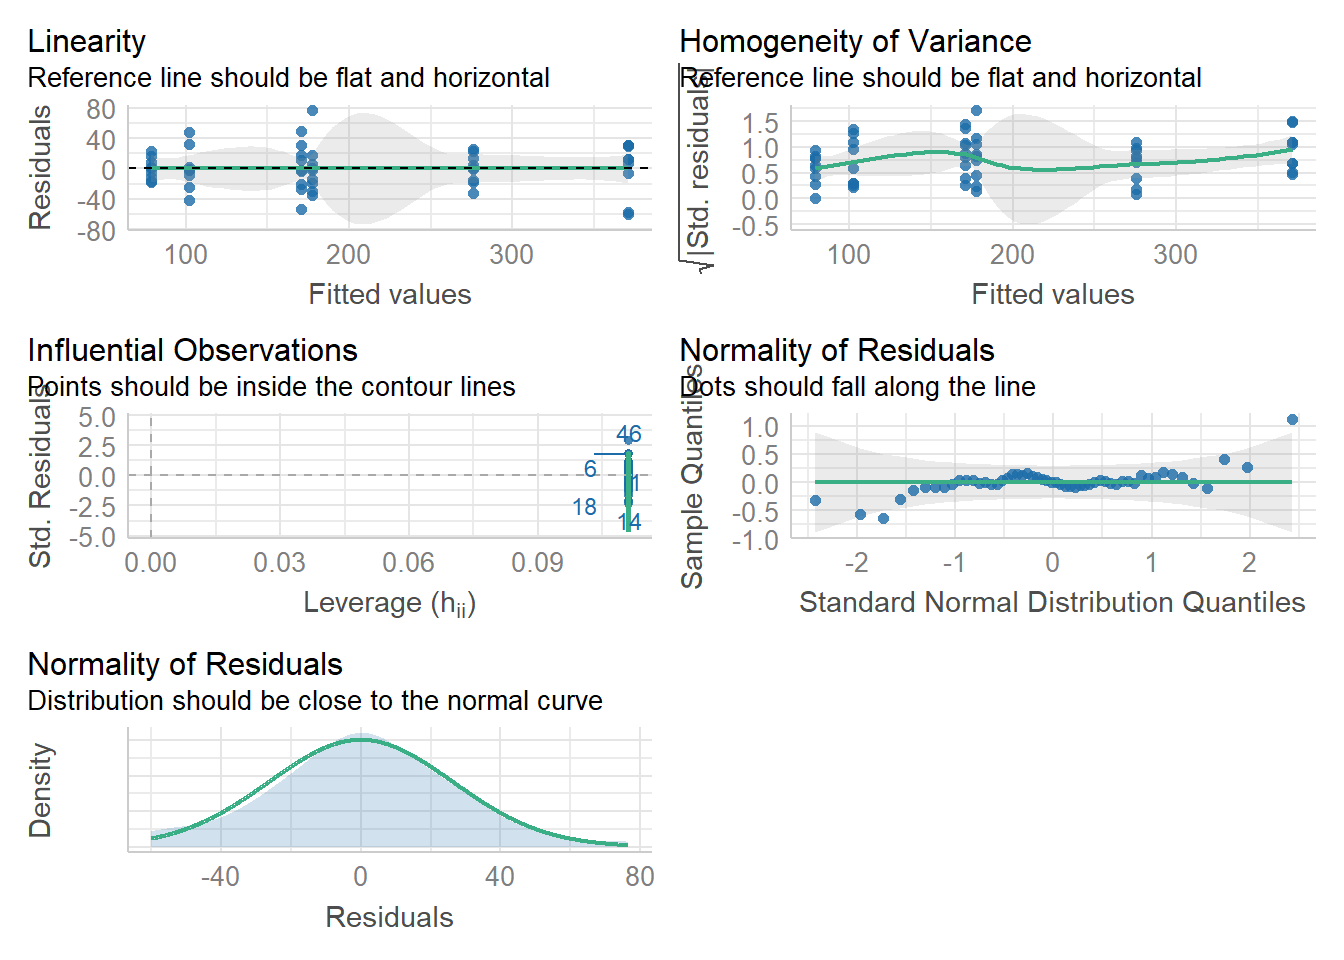 Linearity
Reference line should be flat and horizontal
Residuals
80
40
0
-40
-80
100 200 300
Fitted values
Homogeneity of Variance
Reference line should be flat and horizontal
√|Std. residuals|
1.5
1.0
0.5
0.0
-0.5
100 200 300
Fitted values
Influential Observations
Points should be inside the contour lines
Std. Residuals
5.0
2.5
0.0
-2.5
-5.0
46
6
1
18
14
0.00 0.03 0.06 0.09
Leverage (hii)
Normality of Residuals
Dots should fall along the line
Sample Quantiles
1.0
0.5
0.0
-0.5
-1.0
-2 -1 0 1 2
Standard Normal Distribution Quantiles
Normality of Residuals
Distribution should be close to the normal curve
Density
-40 0 40 80
Residuals